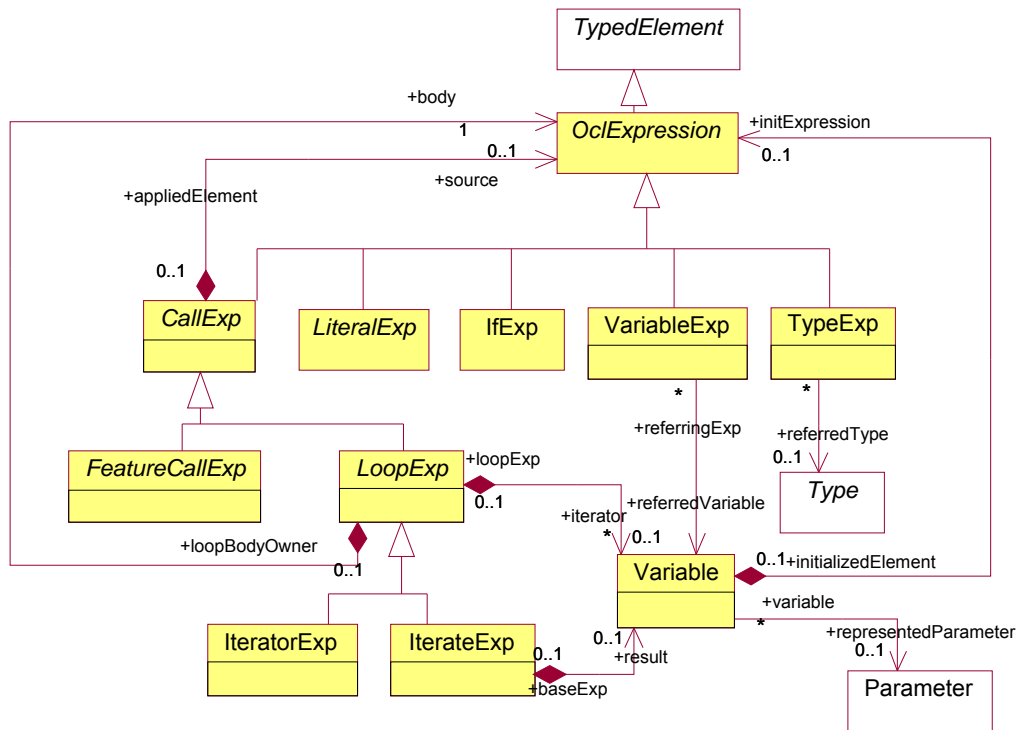 TypedElement
+body
1
OclExpression
+initExpression
0..1
0..1
+source
+appliedElement
0..1
CallExp
LiteralExp
IfExp
VariableExp
TypeExp
*
*
+referringExp
+referredType
0..1
Type
FeatureCallExp
LoopExp
+loopExp
0..1
+referredVariable
+iterator
*
0..1
+loopBodyOwner
0..1
Variable
0..1
+initializedElement
+variable
*
+representedParameter
0..1
Parameter
IteratorExp
IterateExp
0..1
+baseExp
0..1
+result